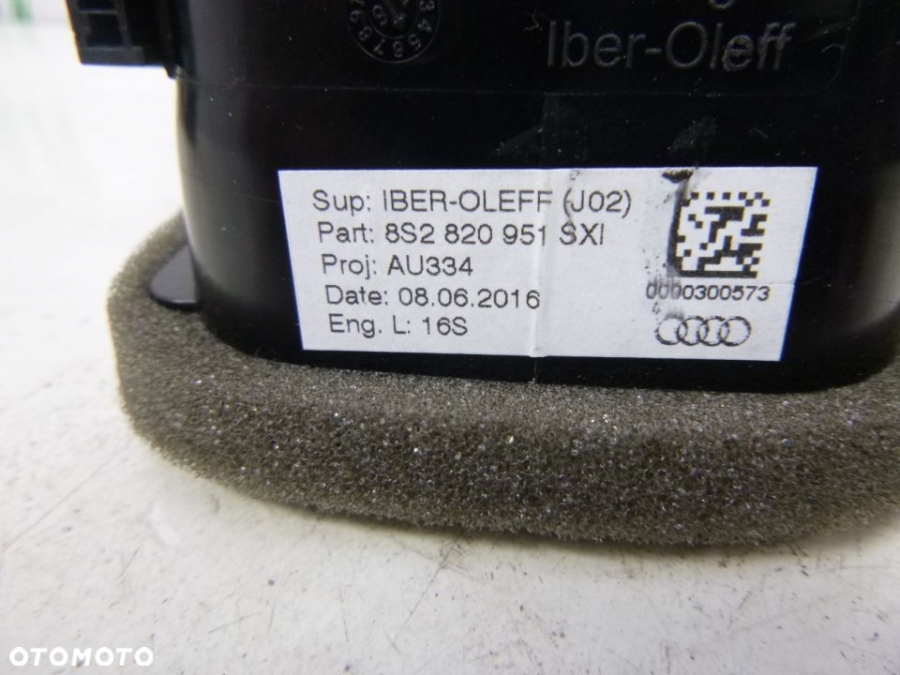 Iber-Oleff
Sup: IBER-OLEFF (J02)
Part: 8S2 820 951 SXI
Proj: AU334
Date: 08.06.2016
Eng. L: 16S
0000300573
OTOMOTO